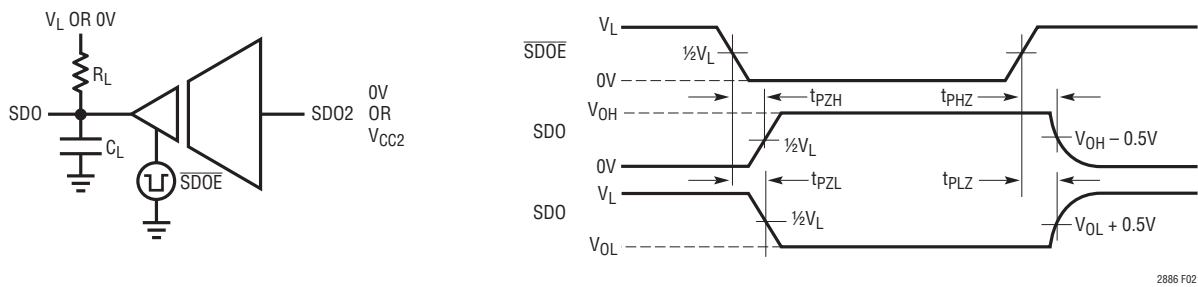 V_L OR 0V
R_L
SDO
C_L
SDOE
SDO2
0V
OR
V_CC2
SDOE
V_L
½V_L
0V
t_PZH
t_PHZ
SDO
V_OH
½V_L
V_OH – 0.5V
0V
t_PZL
t_PLZ
SDO
V_L
½V_L
V_OL + 0.5V
V_OL
2886 F02